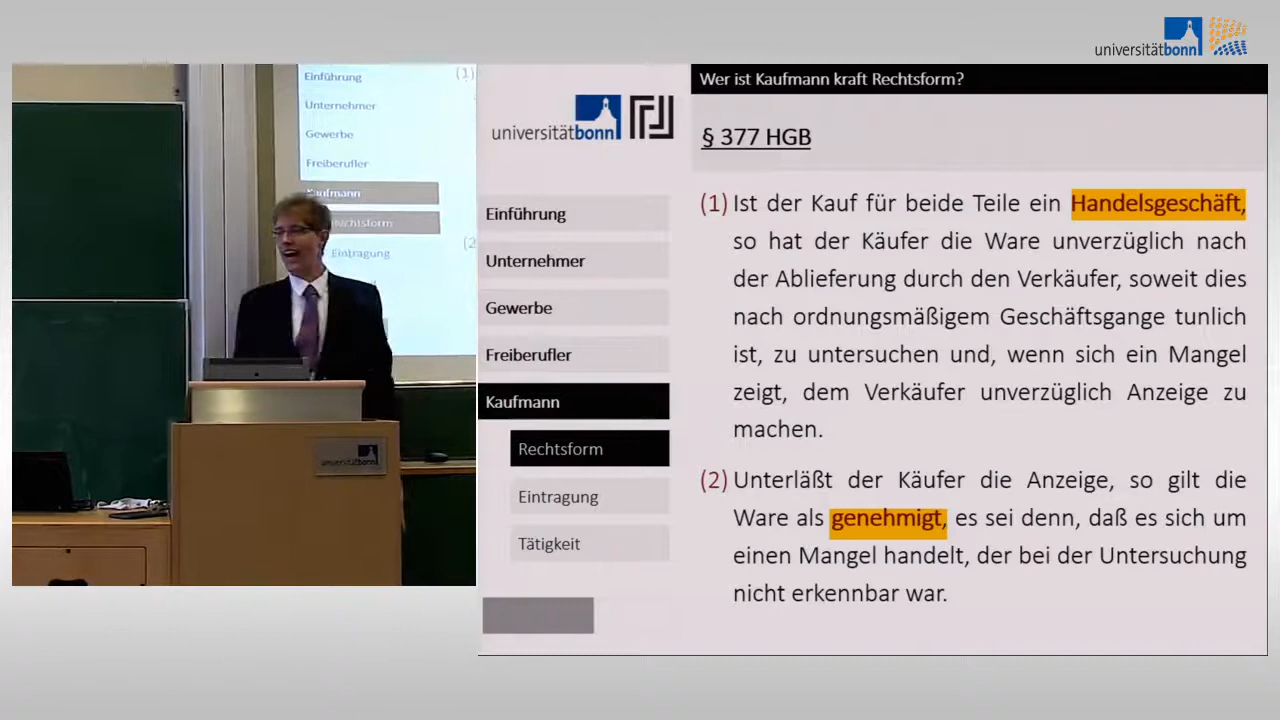 universitätbonn
Einführung
(1)
Unternehmer
Gewerbe
Freiberufler
Kaufmann
Rechtsform
Eintragung
(2
universitätbonn
Wer ist Kaufmann kraft Rechtsform?
universitätbonn
§ 377 HGB
Einführung
Unternehmer
Gewerbe
Freiberufler
Kaufmann
Rechtsform
Eintragung
Tätigkeit
(1) Ist der Kauf für beide Teile ein Handelsgeschäft,
so hat der Käufer die Ware unverzüglich nach
der Ablieferung durch den Verkäufer, soweit dies
nach ordnungsmäßigem Geschäftsgange tunlich
ist, zu untersuchen und, wenn sich ein Mangel
zeigt, dem Verkäufer unverzüglich Anzeige zu
machen.
(2) Unterläßt der Käufer die Anzeige, so gilt die
Ware als genehmigt, es sei denn, daß es sich um
einen Mangel handelt, der bei der Untersuchung
nicht erkennbar war.